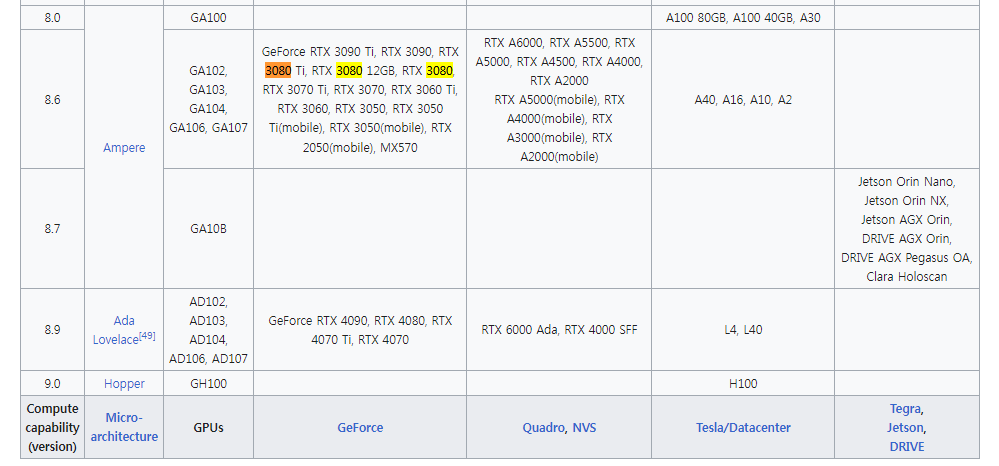 8.0
GA100
A100 80GB, A100 40GB, A30
Ampere
8.6
GA102,
GA103,
GA104,
GA106, GA107
GeForce RTX 3090 Ti, RTX 3090, RTX
3080 Ti, RTX 3080 12GB, RTX 3080,
RTX 3070 Ti, RTX 3070, RTX 3060 Ti,
RTX 3060, RTX 3050, RTX 3050
Ti(mobile), RTX 3050(mobile), RTX
2050(mobile), MX570
RTX A6000, RTX A5500, RTX
A5000, RTX A4500, RTX A4000,
RTX A2000
RTX A5000(mobile), RTX
A4000(mobile), RTX
A3000(mobile), RTX
A2000(mobile)
A40, A16, A10, A2
8.7
GA10B
Jetson Orin Nano,
Jetson Orin NX,
Jetson AGX Orin,
DRIVE AGX Orin,
DRIVE AGX Pegasus OA,
Clara Holoscan
8.9
Ada
Lovelace[49]
AD102,
AD103,
AD104,
AD106, AD107
GeForce RTX 4090, RTX 4080, RTX
4070 Ti, RTX 4070
RTX 6000 Ada, RTX 4000 SFF
L4, L40
9.0
Hopper
GH100
H100
Compute
capability
(version)
Micro-
architecture
GPUs
GeForce
Quadro, NVS
Tesla/Datacenter
Tegra,
Jetson,
DRIVE